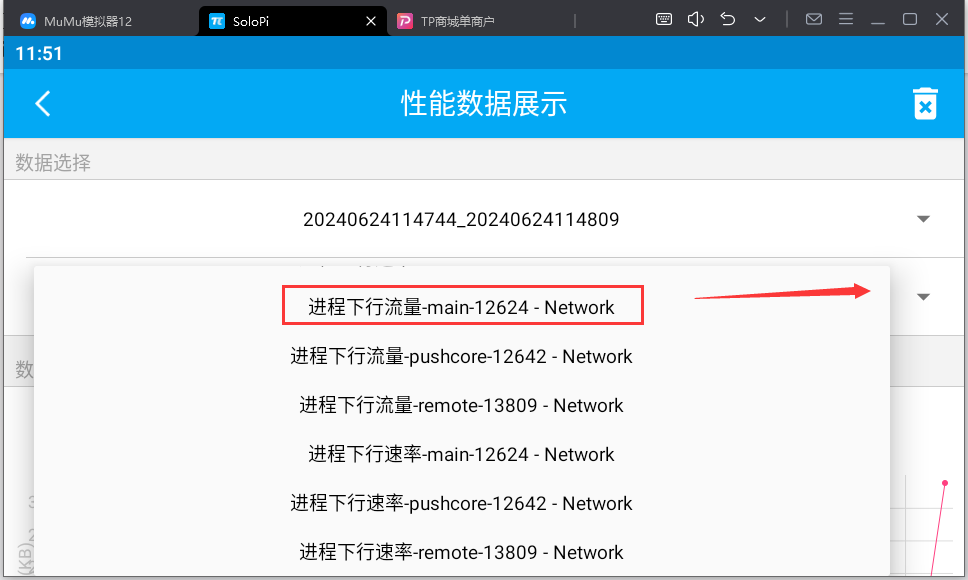 MuMu模拟器12
SoloPi
TP商城单商户
11:51
性能数据展示
数据选择
20240624114744_20240624114809
进程下行流量-main-12624 - Network
进程下行流量-pushcore-12642 - Network
进程下行流量-remote-13809 - Network
进程下行速率-main-12624 - Network
进程下行速率-pushcore-12642 - Network
进程下行速率-remote-13809 - Network
数
3
2
(KB)